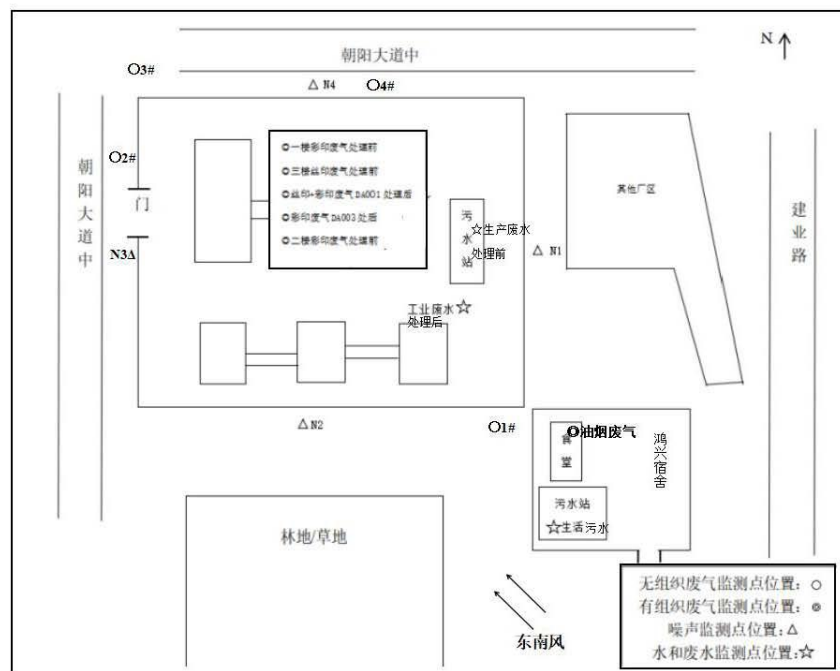 朝阳大道中
N
○3#
△ N4
○4#
○2#
朝阳大道中
门
N3Δ
◎一楼彩印废气处理前
◎三楼丝印废气处理前
◎丝印+彩印废气DA001处理后
◎彩印废气DA003处后
◎二楼彩印废气处理前
污水站
☆生产废水
处理前
△ N1
其他厂区
建业路
工业废水☆
处理后
△N2
○1#
◎油烟废气
食堂
鸿兴宿舍
污水站
☆生活污水
林地/草地
东南风
无组织废气监测点位置：○
有组织废气监测点位置：◎
噪声监测点位置：△
水和废水监测点位置：☆